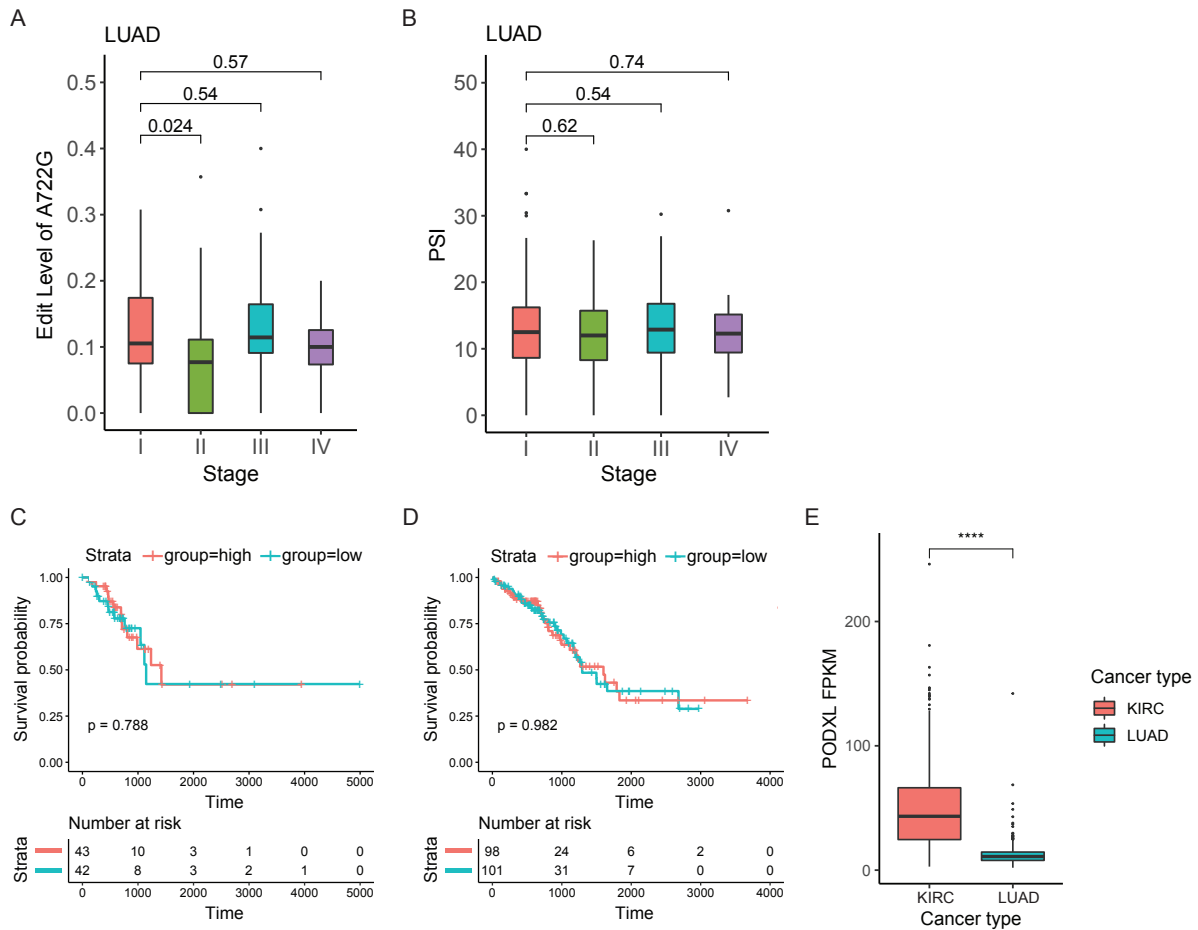 A
LUAD
Edit Level of A722G
0.5
0.4
0.3
0.2
0.1
0.0
0.57
0.54
0.024
I II III IV
Stage
B
LUAD
PSI
50
40
30
20
10
0
0.74
0.54
0.62
I II III IV
Stage
C
Strata group=high group=low
Survival probability
1.00
0.75
0.50
0.25
0.00
p = 0.788
0 1000 2000 3000 4000 5000
Time
Number at risk
Strata
43 10 3 1 0 0
42 8 3 2 1 0
0 1000 2000 3000 4000 5000
Time
D
Strata group=high group=low
Survival probability
1.00
0.75
0.50
0.25
0.00
p = 0.982
0 1000 2000 3000 4000
Time
Number at risk
Strata
98 24 6 2 0
101 31 7 0 0
0 1000 2000 3000 4000
Time
E
PODXL FPKM
200
100
0
****
KIRC LUAD
Cancer type
Cancer type
KIRC
LUAD